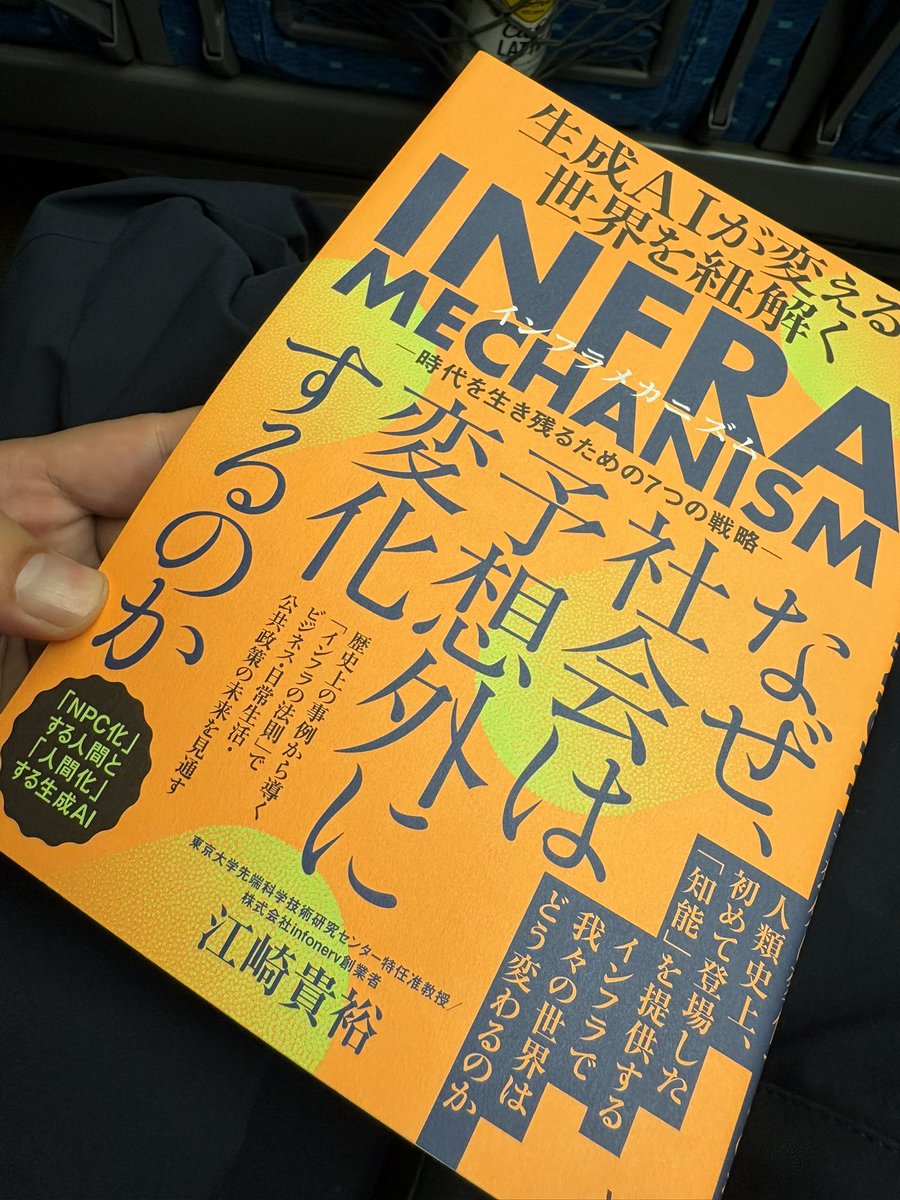 生成AIが変える
世界を紐解く
INFRA
MECHANISM
インフラメカニズム
―時代を生き残るための7つの戦略―
なぜ、
社会は
予想外に
変化
するのか
歴史上の事例から導く
「インフラの法則」で
ビジネス・日常生活・
公共政策の未来を見通す
「NPC化」
する人間と
「人間化」
する生成AI
人類史上、
初めて登場した
「知能」を提供する
インフラで
我々の世界は
どう変わるのか
東京大学先端科学技術研究センター特任准教授/
株式会社infonerv創業者
江崎貴裕
LATTE